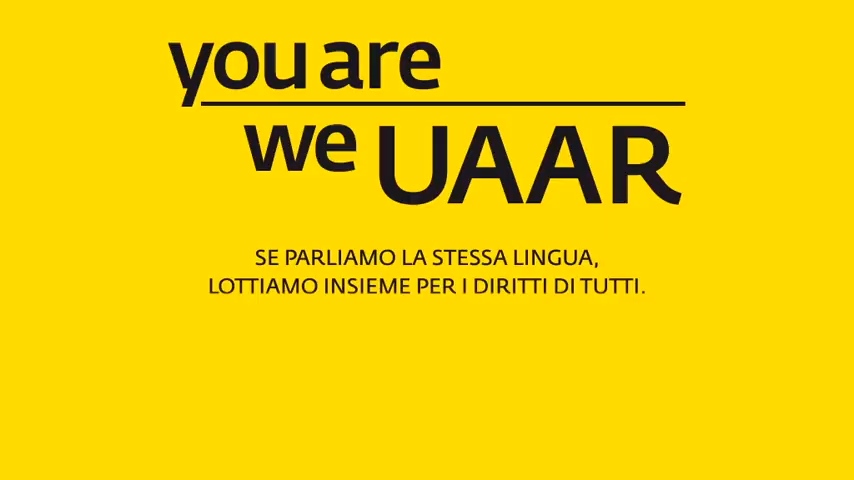 you are
we UAAR
SE PARLIAMO LA STESSA LINGUA,
LOTTIAMO INSIEME PER I DIRITTI DI TUTTI.